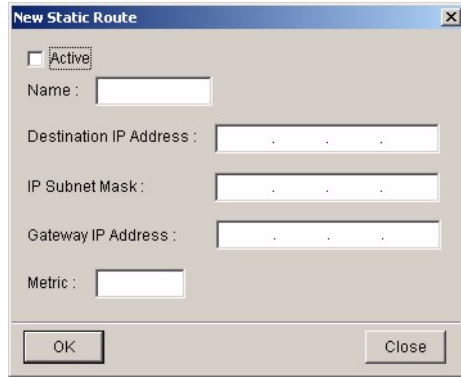 New Static Route
Active
Name :
Destination IP Address :
. . .
IP Subnet Mask :
. . .
Gateway IP Address :
. . .
Metric :
OK Close